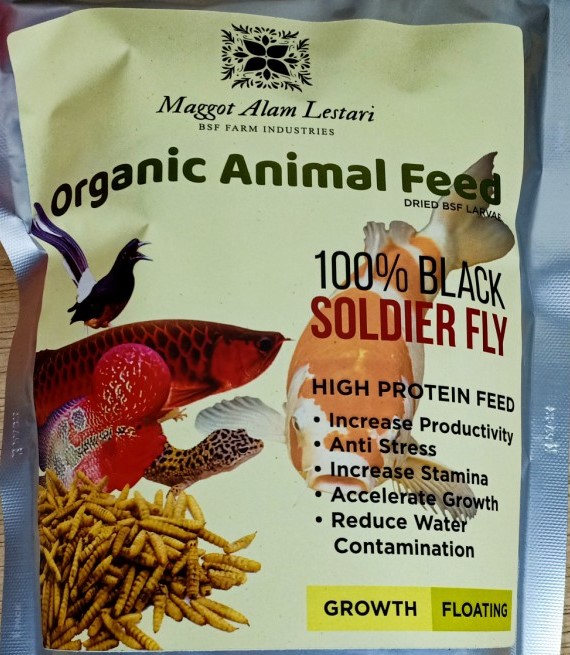 Maggot Alam Lestari
BSF FARM INDUSTRIES
Organic Animal Feed
DRIED BSF LARVAE
100% BLACK
SOLDIER FLY
HIGH PROTEIN FEED
• Increase Productivity
• Anti Stress
• Increase Stamina
• Accelerate Growth
• Reduce Water
Contamination
GROWTH FLOATING